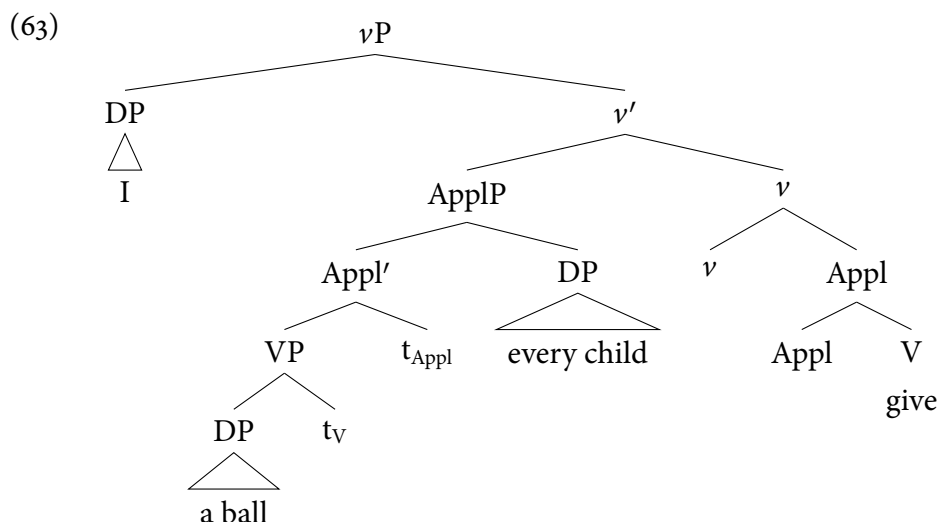 (63)
vP
DP v′
I
ApplP v
Appl′ DP v Appl
VP t_Appl every child Appl V
give
DP t_V
a ball